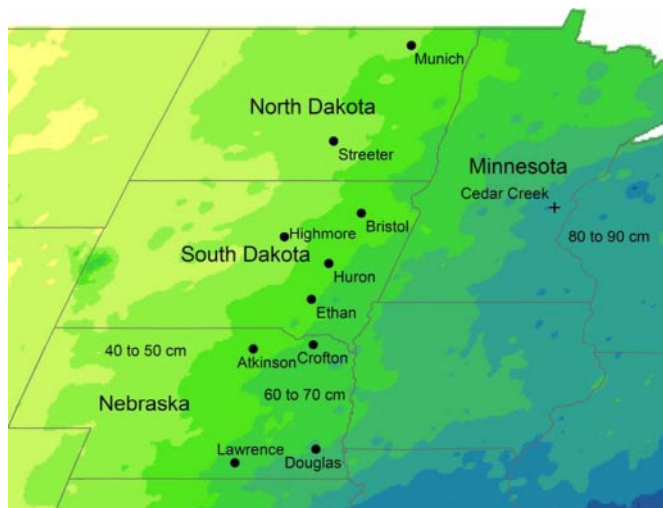 Munich
North Dakota
Streeter
Minnesota
Cedar Creek
Bristol
Highmore
80 to 90 cm
South Dakota
Huron
Ethan
40 to 50 cm
Crofton
Atkinson
60 to 70 cm
Nebraska
Lawrence
Douglas